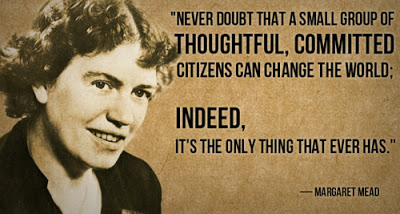 "NEVER DOUBT THAT A SMALL GROUP OF
THOUGHTFUL, COMMITTED
CITIZENS CAN CHANGE THE WORLD;
INDEED,
IT'S THE ONLY THING THAT EVER HAS."
— MARGARET MEAD